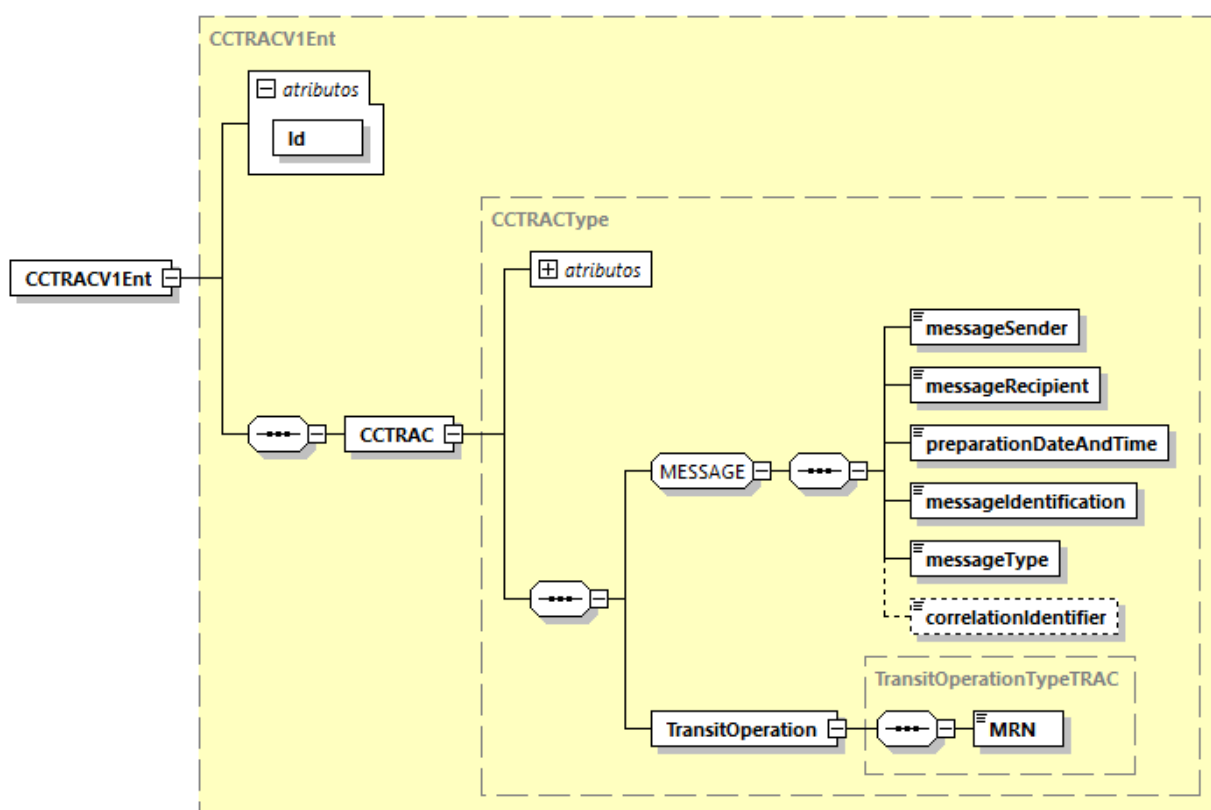 CCTRACV1Ent
atributos
Id
CCTRACType
atributos
CCTRACV1Ent
messageSender
messageRecipient
CCTRAC
preparationDateAndTime
MESSAGE
messageIdentification
messageType
correlationIdentifier
TransitOperationTypeTRAC
TransitOperation
MRN